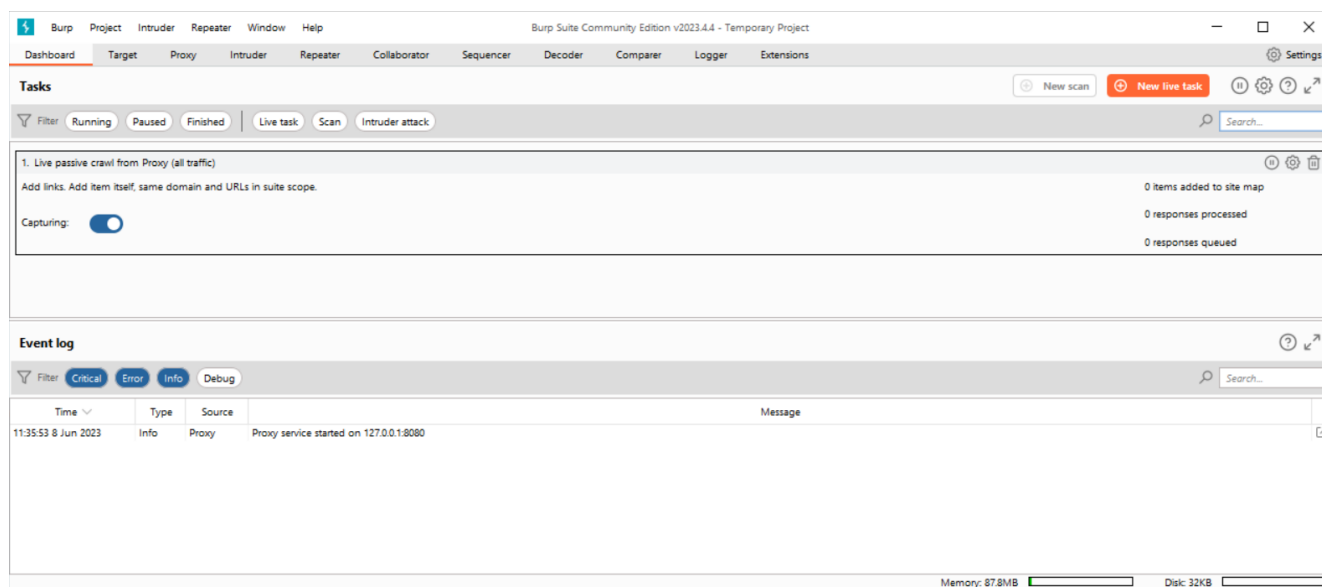 Burp Project Intruder Repeater Window Help Burp Suite Community Edition v2023.4.4 - Temporary Project
Dashboard Target Proxy Intruder Repeater Collaborator Sequencer Decoder Comparer Logger Extensions Settings
Tasks New scan New live task
Filter Running Paused Finished Live task Scan Intruder attack Search...
1. Live passive crawl from Proxy (all traffic)
Add links. Add item itself, same domain and URLs in suite scope. 0 items added to site map
Capturing: 0 responses processed
0 responses queued
Event log
Filter Critical Error Info Debug Search...
Time Type Source Message
11:35:53 8 Jun 2023 Info Proxy Proxy service started on 127.0.0.1:8080
Memory: 87.8MB Disk: 32KB